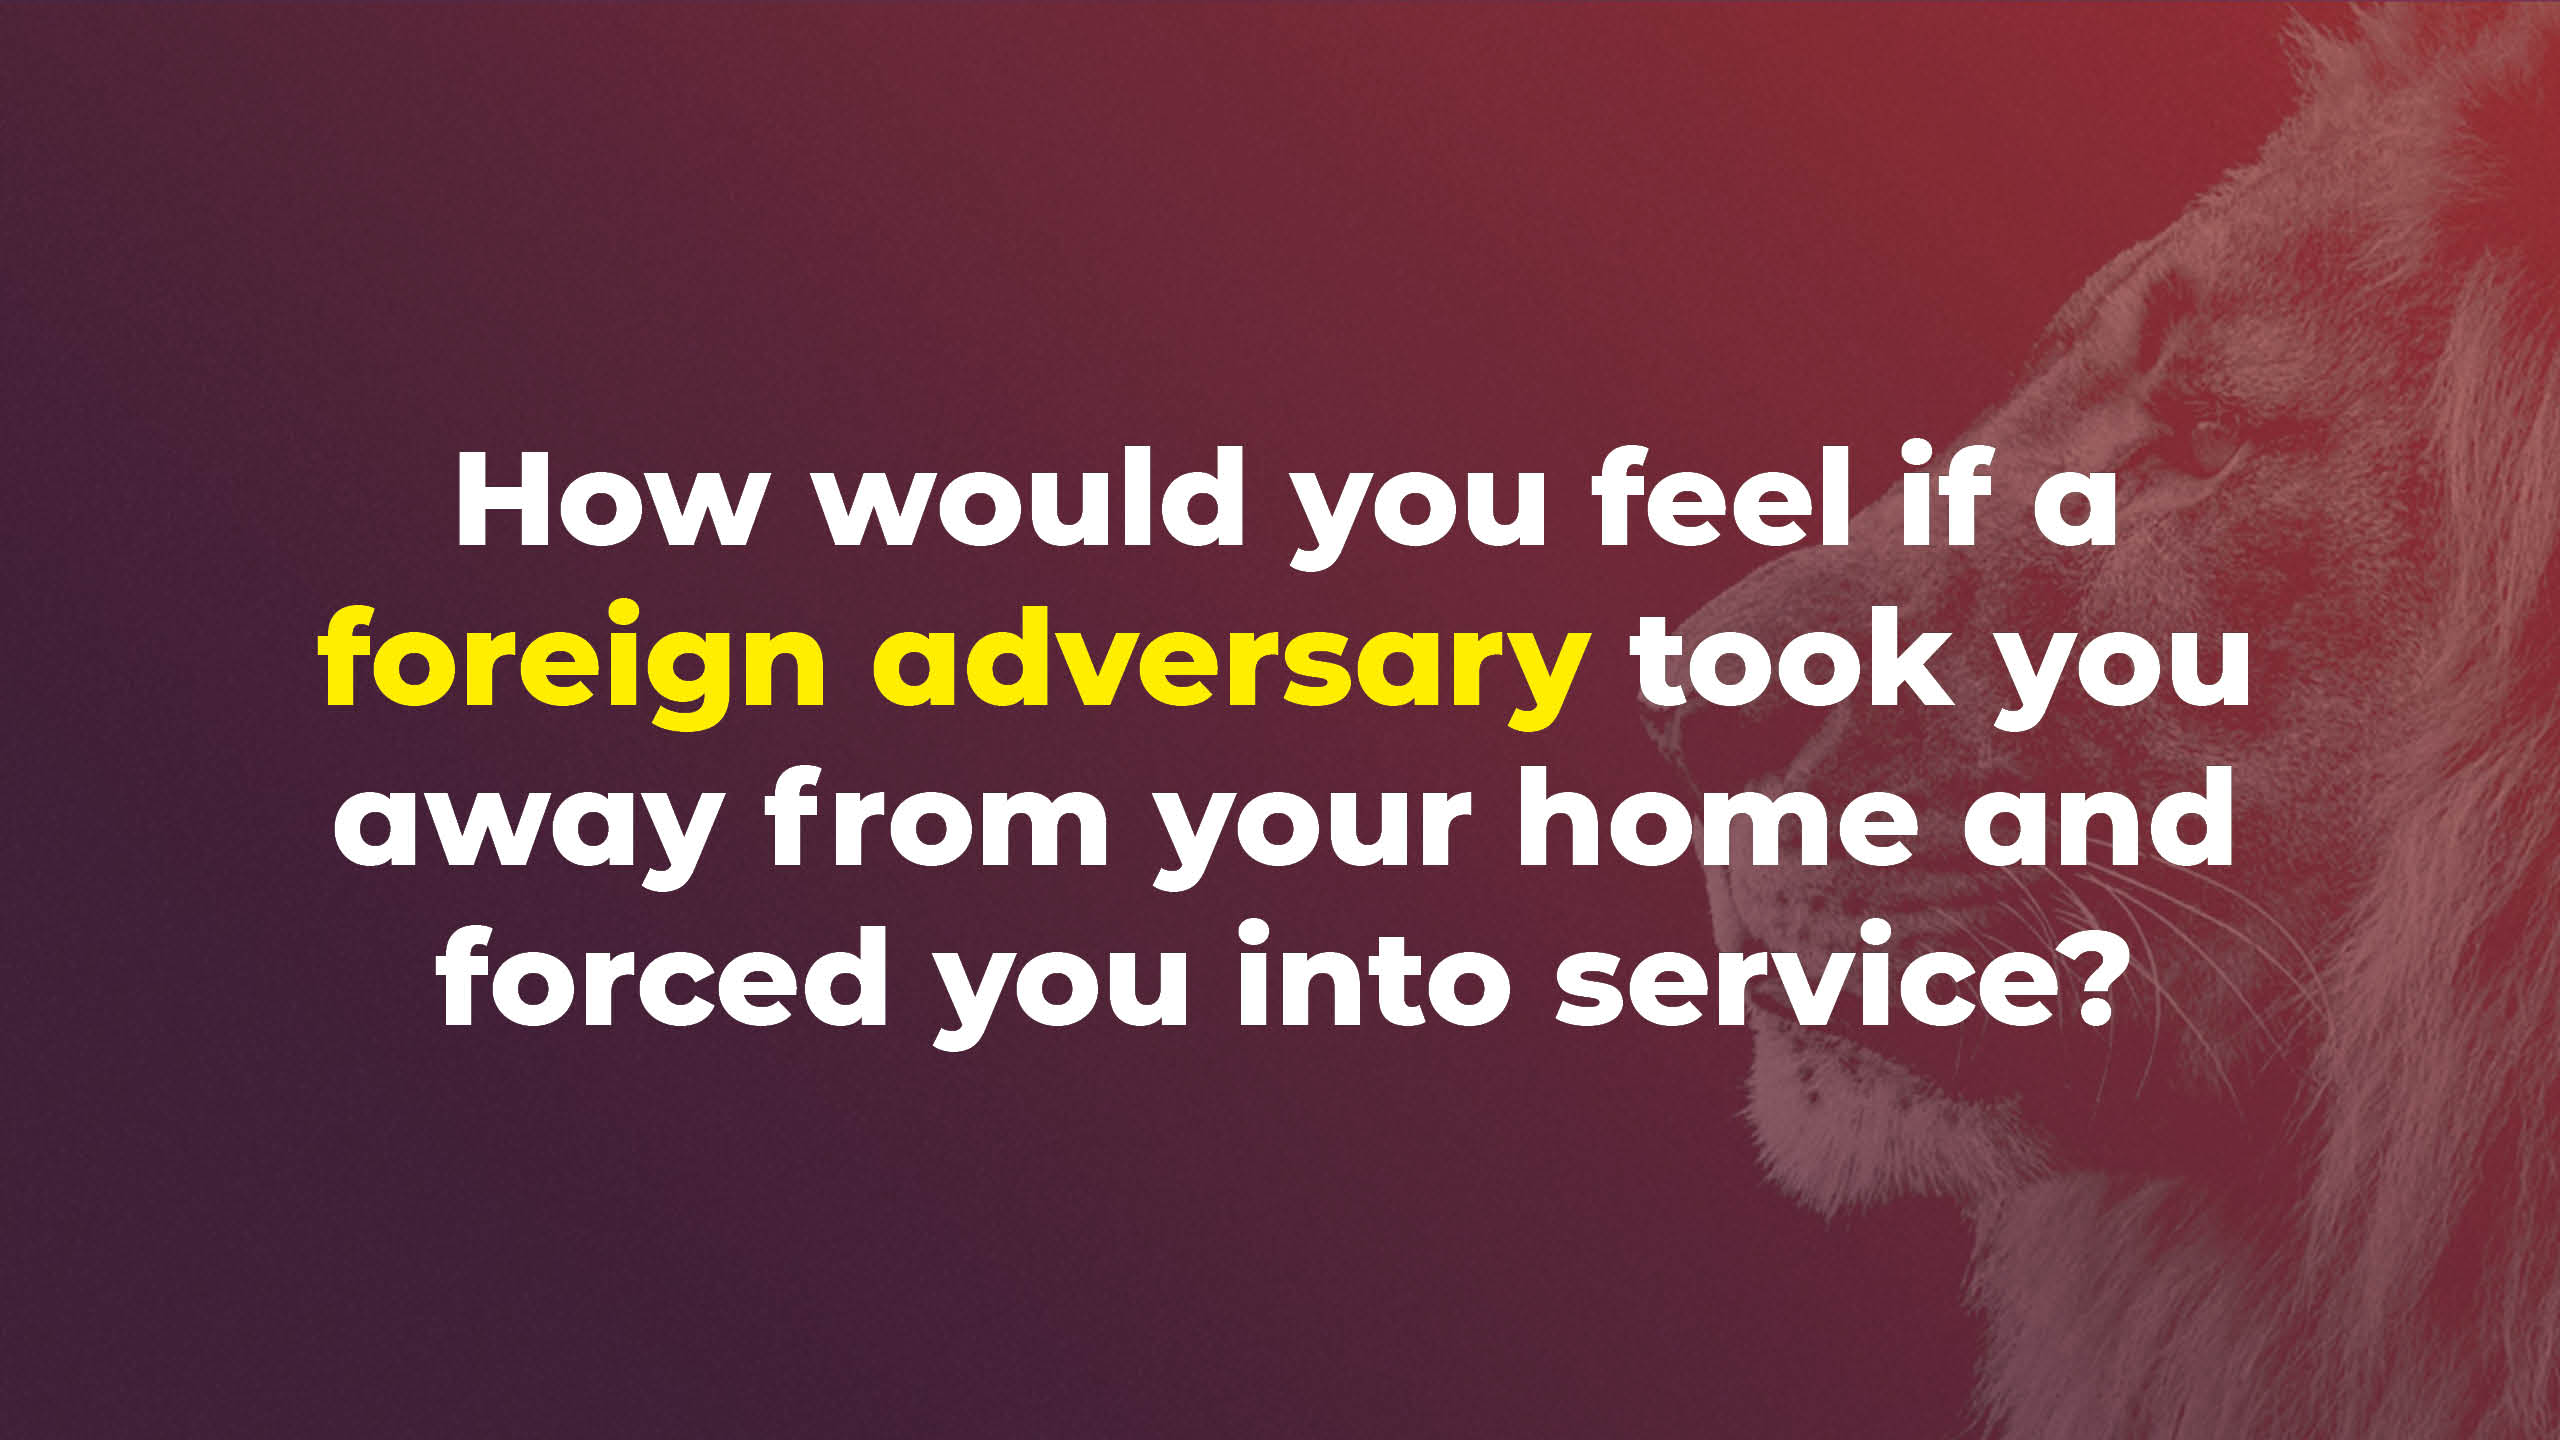 How would you feel if a
foreign adversary took you
away from your home and
forced you into service?